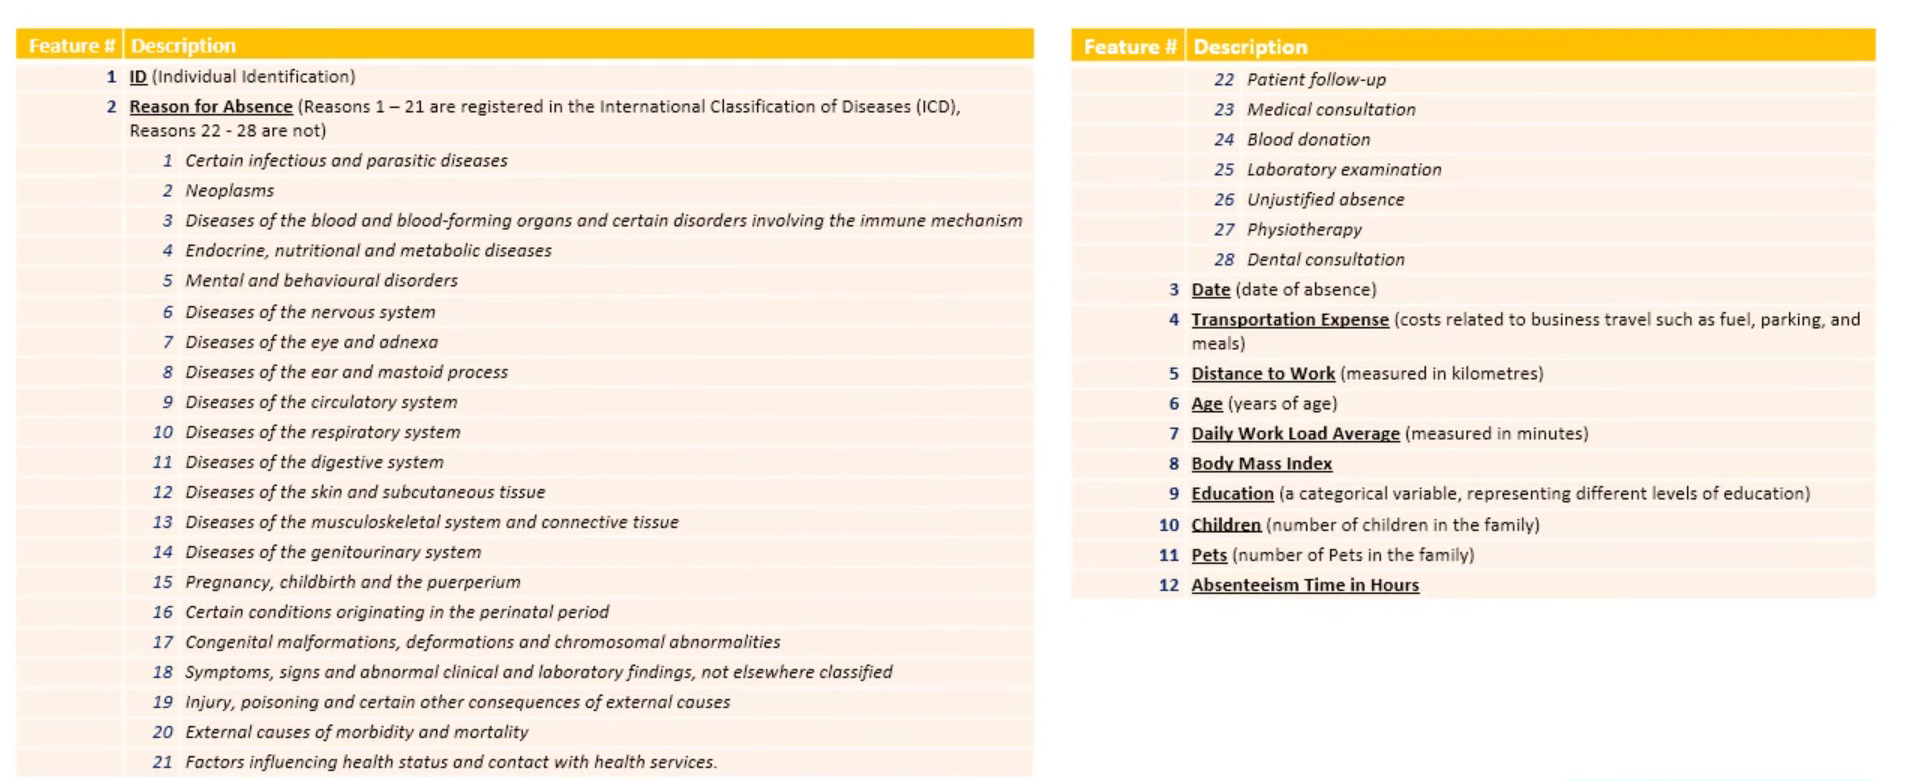 Feature # Description
1 ID (Individual Identification)
2 Reason for Absence (Reasons 1 – 21 are registered in the International Classification of Diseases (ICD),
Reasons 22 - 28 are not)
1 Certain infectious and parasitic diseases
2 Neoplasms
3 Diseases of the blood and blood-forming organs and certain disorders involving the immune mechanism
4 Endocrine, nutritional and metabolic diseases
5 Mental and behavioural disorders
6 Diseases of the nervous system
7 Diseases of the eye and adnexa
8 Diseases of the ear and mastoid process
9 Diseases of the circulatory system
10 Diseases of the respiratory system
11 Diseases of the digestive system
12 Diseases of the skin and subcutaneous tissue
13 Diseases of the musculoskeletal system and connective tissue
14 Diseases of the genitourinary system
15 Pregnancy, childbirth and the puerperium
16 Certain conditions originating in the perinatal period
17 Congenital malformations, deformations and chromosomal abnormalities
18 Symptoms, signs and abnormal clinical and laboratory findings, not elsewhere classified
19 Injury, poisoning and certain other consequences of external causes
20 External causes of morbidity and mortality
21 Factors influencing health status and contact with health services.
Feature # Description
22 Patient follow-up
23 Medical consultation
24 Blood donation
25 Laboratory examination
26 Unjustified absence
27 Physiotherapy
28 Dental consultation
3 Date (date of absence)
4 Transportation Expense (costs related to business travel such as fuel, parking, and
meals)
5 Distance to Work (measured in kilometres)
6 Age (years of age)
7 Daily Work Load Average (measured in minutes)
8 Body Mass Index
9 Education (a categorical variable, representing different levels of education)
10 Children (number of children in the family)
11 Pets (number of Pets in the family)
12 Absenteeism Time in Hours